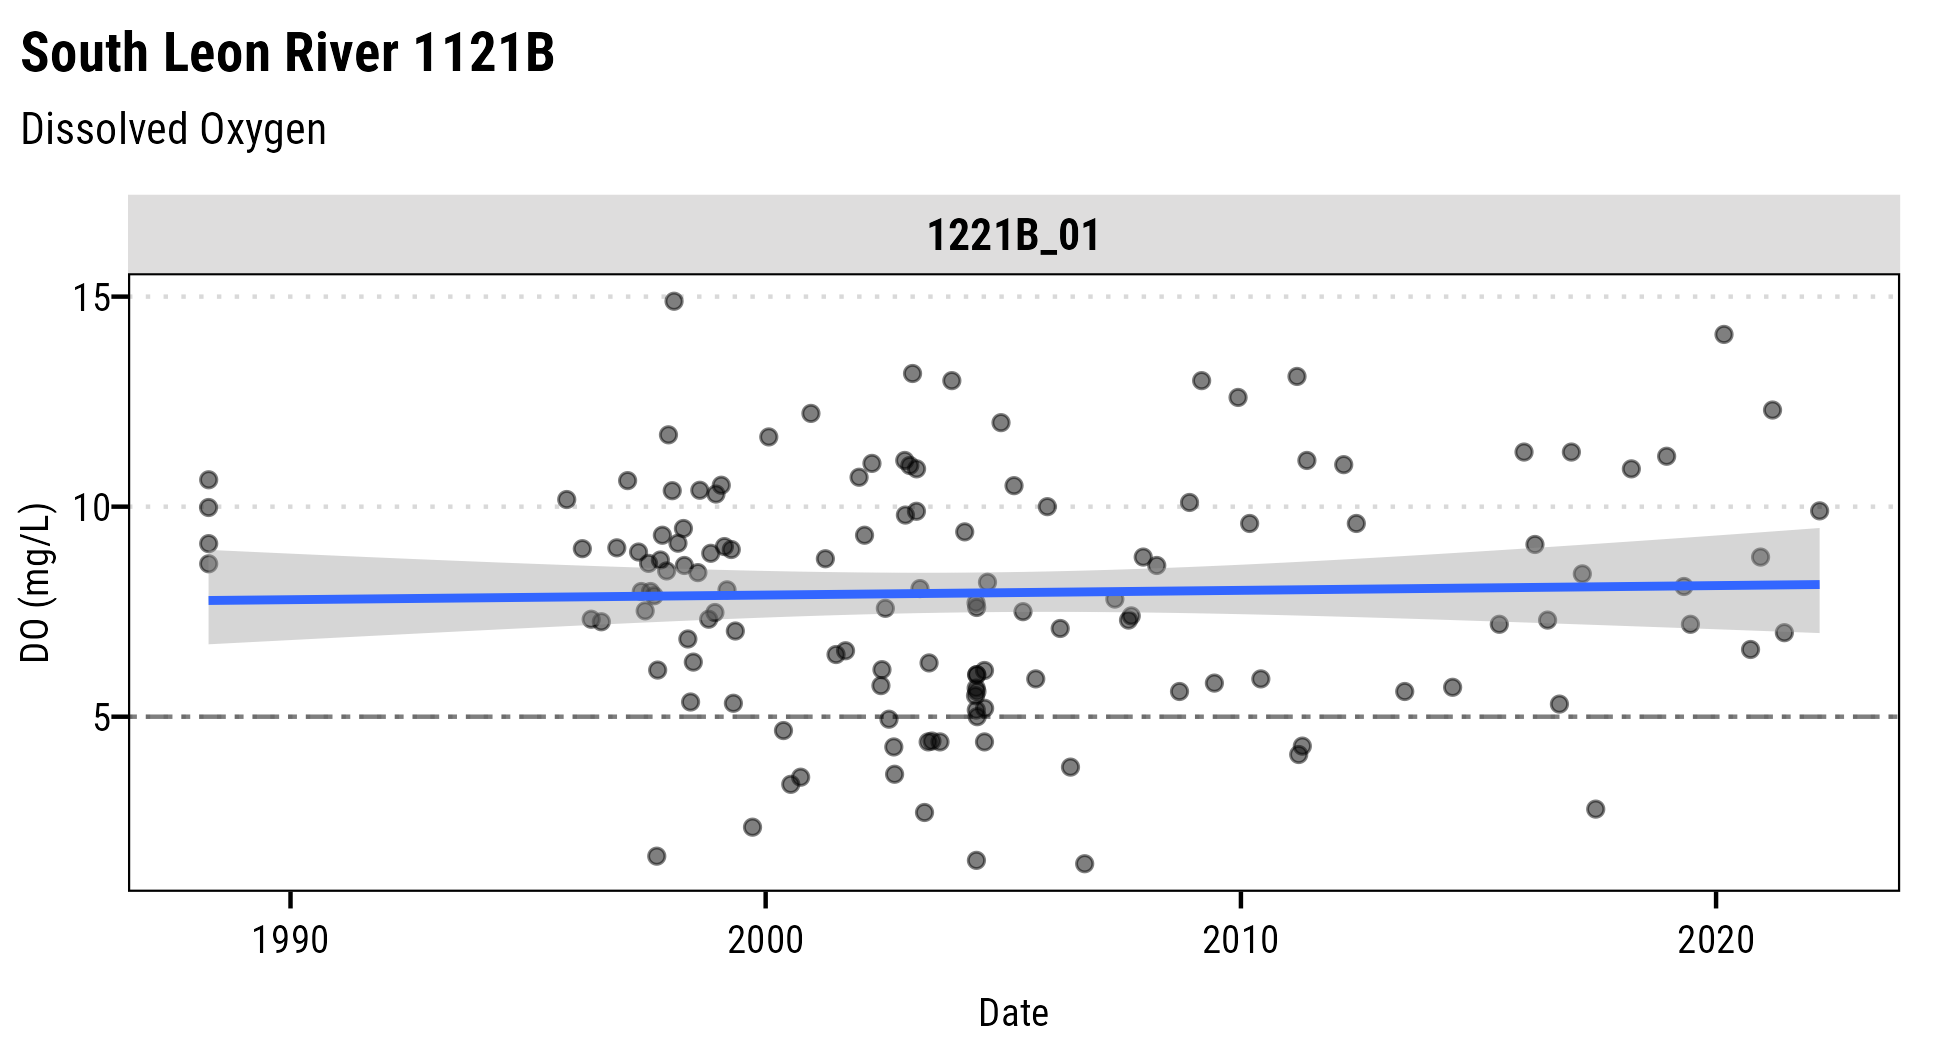 South Leon River 1121B
Dissolved Oxygen
1221B_01
DO (mg/L)
15
10
5
1990 2000 2010 2020
Date